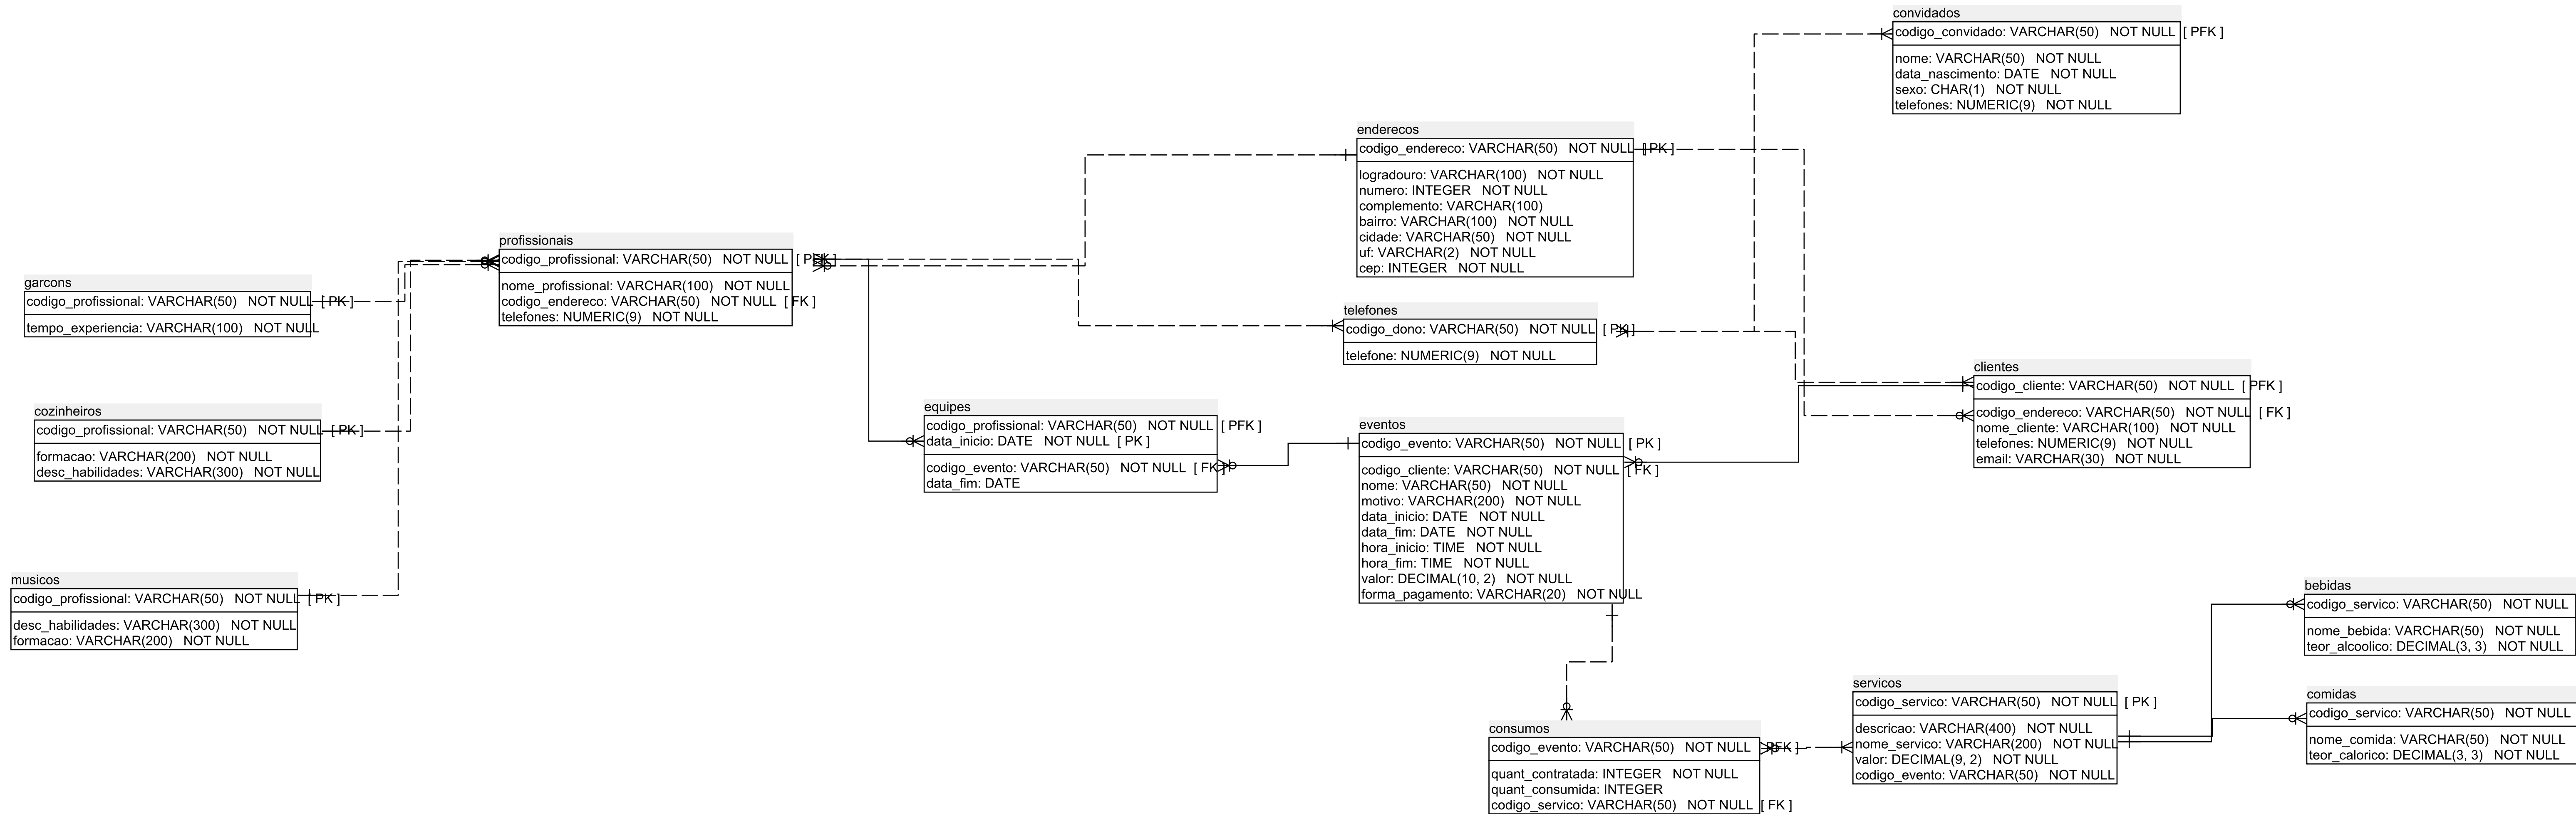 convidados
codigo_convidado: VARCHAR(50)   NOT NULL  [ PFK ]
nome: VARCHAR(50)   NOT NULL
data_nascimento: DATE   NOT NULL
sexo: CHAR(1)   NOT NULL
telefones: NUMERIC(9)   NOT NULL
enderecos
codigo_endereco: VARCHAR(50)   NOT NULL  [ PK ]
logradouro: VARCHAR(100)   NOT NULL
numero: INTEGER   NOT NULL
complemento: VARCHAR(100)
bairro: VARCHAR(100)   NOT NULL
cidade: VARCHAR(50)   NOT NULL
uf: VARCHAR(2)   NOT NULL
cep: INTEGER   NOT NULL
profissionais
codigo_profissional: VARCHAR(50)   NOT NULL  [ PFK ]
nome_profissional: VARCHAR(100)   NOT NULL
codigo_endereco: VARCHAR(50)   NOT NULL  [ FK ]
telefones: NUMERIC(9)   NOT NULL
garcons
codigo_profissional: VARCHAR(50)   NOT NULL  [ PK ]
tempo_experiencia: VARCHAR(100)   NOT NULL
telefones
codigo_dono: VARCHAR(50)   NOT NULL  [ PK ]
telefone: NUMERIC(9)   NOT NULL
clientes
codigo_cliente: VARCHAR(50)   NOT NULL  [ PFK ]
codigo_endereco: VARCHAR(50)   NOT NULL  [ FK ]
nome_cliente: VARCHAR(100)   NOT NULL
telefones: NUMERIC(9)   NOT NULL
email: VARCHAR(30)   NOT NULL
cozinheiros
codigo_profissional: VARCHAR(50)   NOT NULL  [ PK ]
formacao: VARCHAR(200)   NOT NULL
desc_habilidades: VARCHAR(300)   NOT NULL
equipes
codigo_profissional: VARCHAR(50)   NOT NULL  [ PFK ]
data_inicio: DATE   NOT NULL  [ PK ]
codigo_evento: VARCHAR(50)   NOT NULL  [ FK ]
data_fim: DATE
eventos
codigo_evento: VARCHAR(50)   NOT NULL  [ PK ]
codigo_cliente: VARCHAR(50)   NOT NULL  [ FK ]
nome: VARCHAR(50)   NOT NULL
motivo: VARCHAR(200)   NOT NULL
data_inicio: DATE   NOT NULL
data_fim: DATE   NOT NULL
hora_inicio: TIME   NOT NULL
hora_fim: TIME   NOT NULL
valor: DECIMAL(10, 2)   NOT NULL
forma_pagamento: VARCHAR(20)   NOT NULL
musicos
codigo_profissional: VARCHAR(50)   NOT NULL  [ PK ]
desc_habilidades: VARCHAR(300)   NOT NULL
formacao: VARCHAR(200)   NOT NULL
bebidas
codigo_servico: VARCHAR(50)   NOT NULL
nome_bebida: VARCHAR(50)   NOT NULL
teor_alcoolico: DECIMAL(3, 3)   NOT NULL
servicos
codigo_servico: VARCHAR(50)   NOT NULL  [ PK ]
descricao: VARCHAR(400)   NOT NULL
nome_servico: VARCHAR(200)   NOT NULL
valor: DECIMAL(9, 2)   NOT NULL
codigo_evento: VARCHAR(50)   NOT NULL
comidas
codigo_servico: VARCHAR(50)   NOT NULL
nome_comida: VARCHAR(50)   NOT NULL
teor_calorico: DECIMAL(3, 3)   NOT NULL
consumos
codigo_evento: VARCHAR(50)   NOT NULL  [ PFK ]
quant_contratada: INTEGER   NOT NULL
quant_consumida: INTEGER
codigo_servico: VARCHAR(50)   NOT NULL  [ FK ]